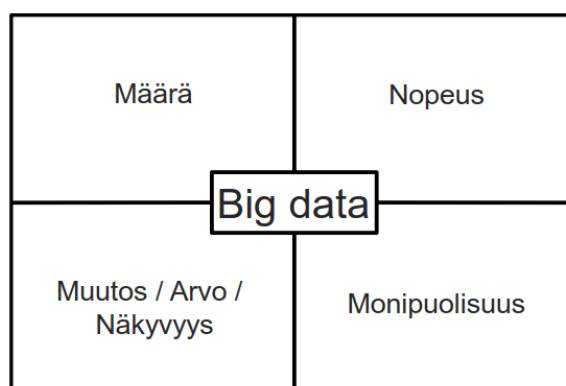 Määrä
Nopeus
Big data
Muutos / Arvo /
Näkyvyys
Monipuolisuus